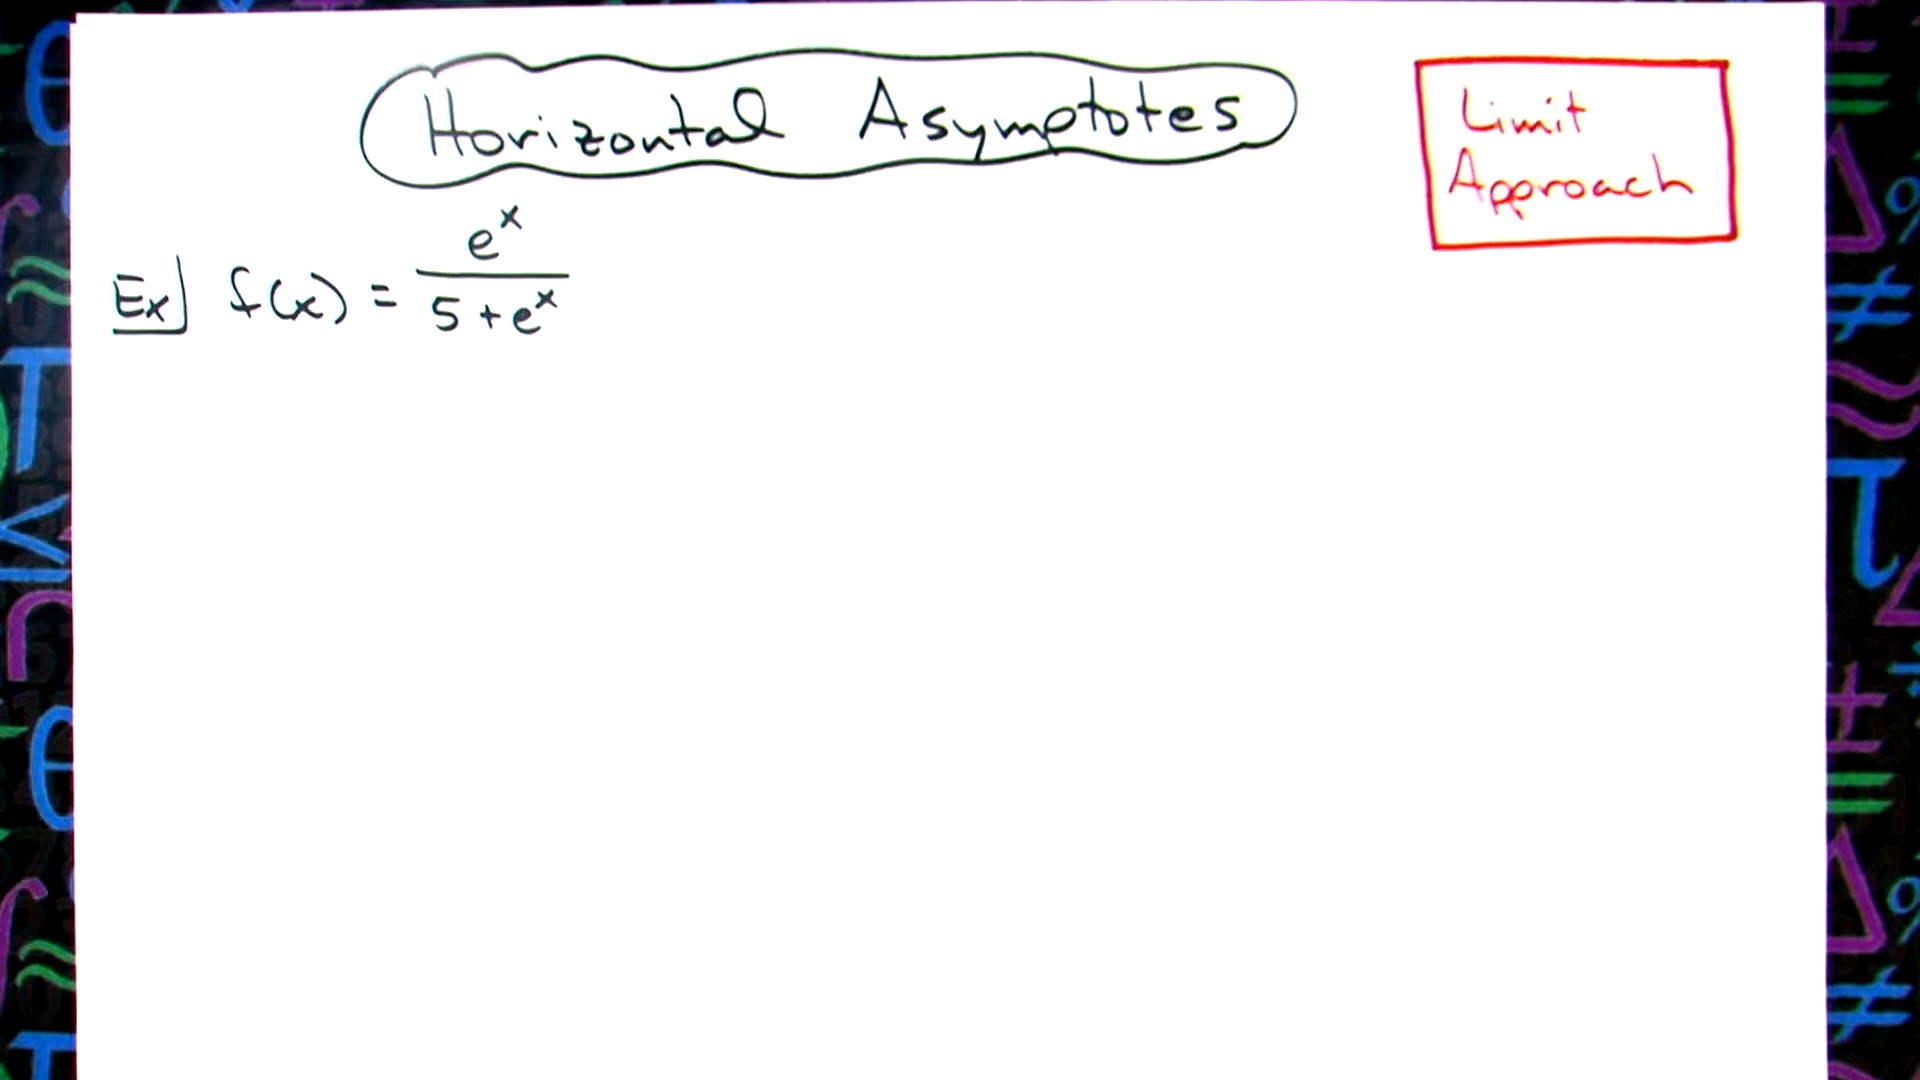 Horizontal Asymptotes
Limit
Approach
Ex] f(x) = e^x / (5 + e^x)